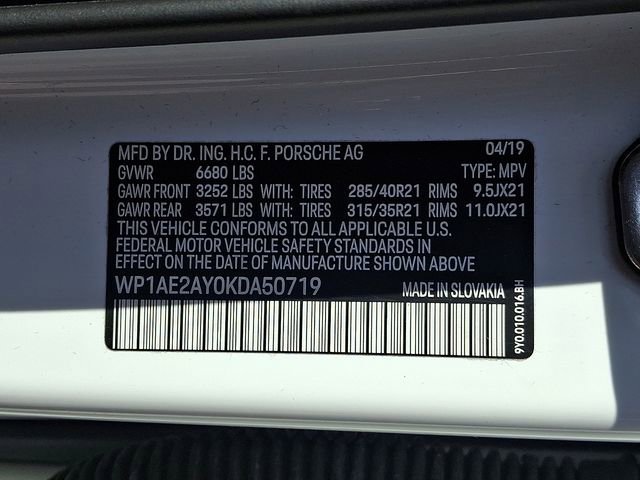 MFD BY DR. ING. H.C. F. PORSCHE AG 04/19
GVWR 6680 LBS TYPE: MPV
GAWR FRONT 3252 LBS WITH: TIRES 285/40R21 RIMS 9.5JX21
GAWR REAR 3571 LBS WITH: TIRES 315/35R21 RIMS 11.0JX21
THIS VEHICLE CONFORMS TO ALL APPLICABLE U.S.
FEDERAL MOTOR VEHICLE SAFETY STANDARDS IN
EFFECT ON THE DATE OF MANUFACTURE SHOWN ABOVE
WP1AE2AY0KDA50719 MADE IN SLOVAKIA
9Y0.010.016.BH